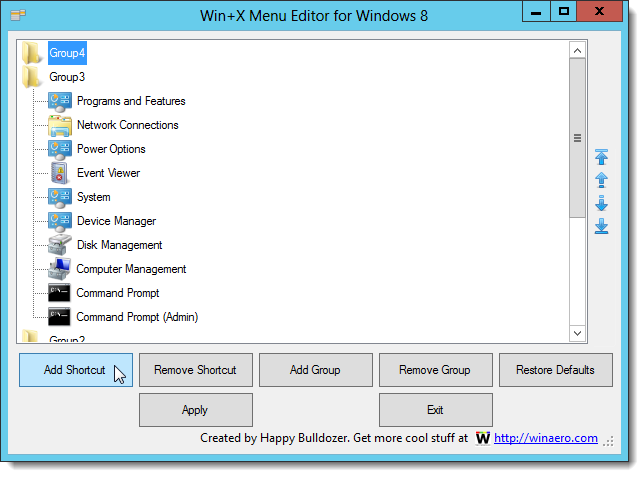 Win+X Menu Editor for Windows 8
Group4
Group3
Programs and Features
Network Connections
Power Options
Event Viewer
System
Device Manager
Disk Management
Computer Management
Command Prompt
Command Prompt (Admin)
Group2
Add Shortcut
Remove Shortcut
Add Group
Remove Group
Restore Defaults
Apply
Exit
Created by Happy Bulldozer. Get more cool stuff at W http://winaero.com